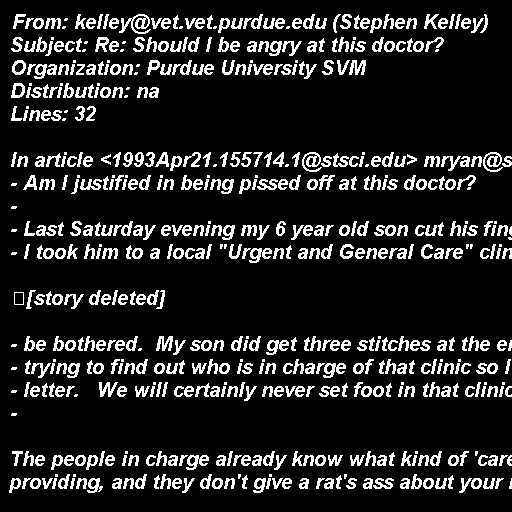 From: kelley@vet.vet.purdue.edu (Stephen Kelley)
Subject: Re: Should I be angry at this doctor?
Organization: Purdue University SVM
Distribution: na
Lines: 32

In article <1993Apr21.155714.1@stsci.edu> mryan@s
- Am I justified in being pissed off at this doctor?
-
- Last Saturday evening my 6 year old son cut his fing
- I took him to a local "Urgent and General Care" clin

[story deleted]

- be bothered.  My son did get three stitches at the e
- trying to find out who is in charge of that clinic so I
- letter.   We will certainly never set foot in that clinic
-

The people in charge already know what kind of 'care
providing, and they don't give a rat's ass about your